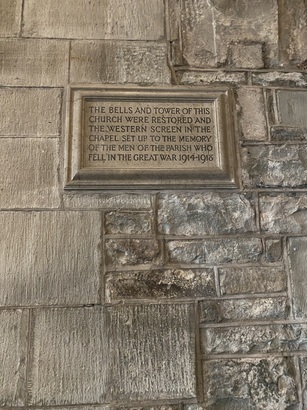 THE BELLS AND TOWER OF THIS
CHURCH WERE RESTORED AND
THE WESTERN SCREEN IN THE
CHAPEL SET UP TO THE MEMORY
OF THE MEN OF THE PARISH WHO
FELL IN THE GREAT WAR 1914-1918